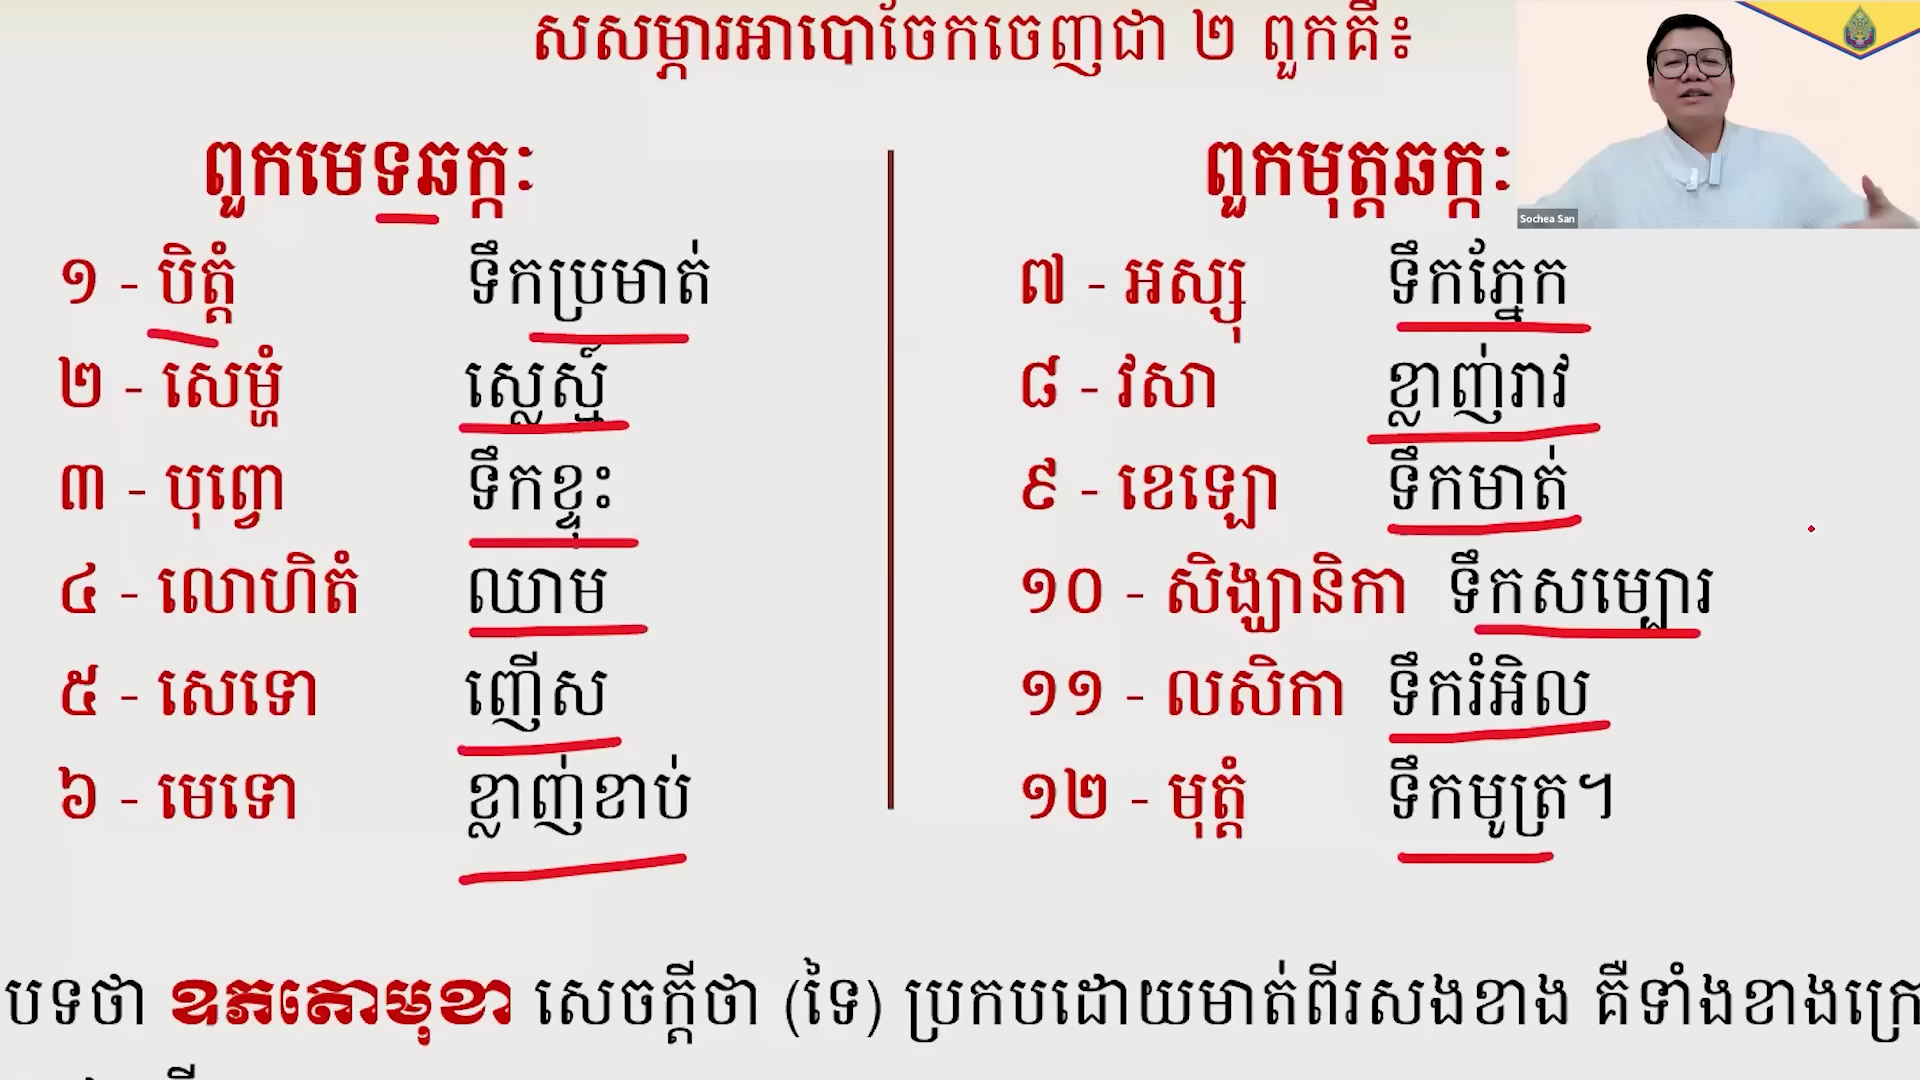 សសម្ភារអាបោចែកចេញជា ២ ពួកគឺ៖
Sochea San
ពួកមេទឆក្កៈ
១ - បិត្តំ ទឹកប្រមាត់
២ - សេម្ហំ ស្លេស្ម៍
៣ - បុព្វោ ទឹកខ្ទុះ
៤ - លោហិតំ ឈាម
៥ - សេទោ ញើស
៦ - មេទោ ខ្លាញ់ខាប់
ពួកមុត្តឆក្កៈ
៧ - អស្សុ ទឹកភ្នែក
៨ - វសា ខ្លាញ់រាវ
៩ - ខេឡោ ទឹកមាត់
១០ - សិង្ឃានិកា ទឹកសម្បោរ
១១ - លសិកា ទឹករំអិល
១២ - មុត្តំ ទឹកមូត្រ។
បទថា ឧភតោមុខា សេចក្តីថា (ទៃ) ប្រកបដោយមាត់ពីរសងខាង គឺទាំងខាងក្រៅ